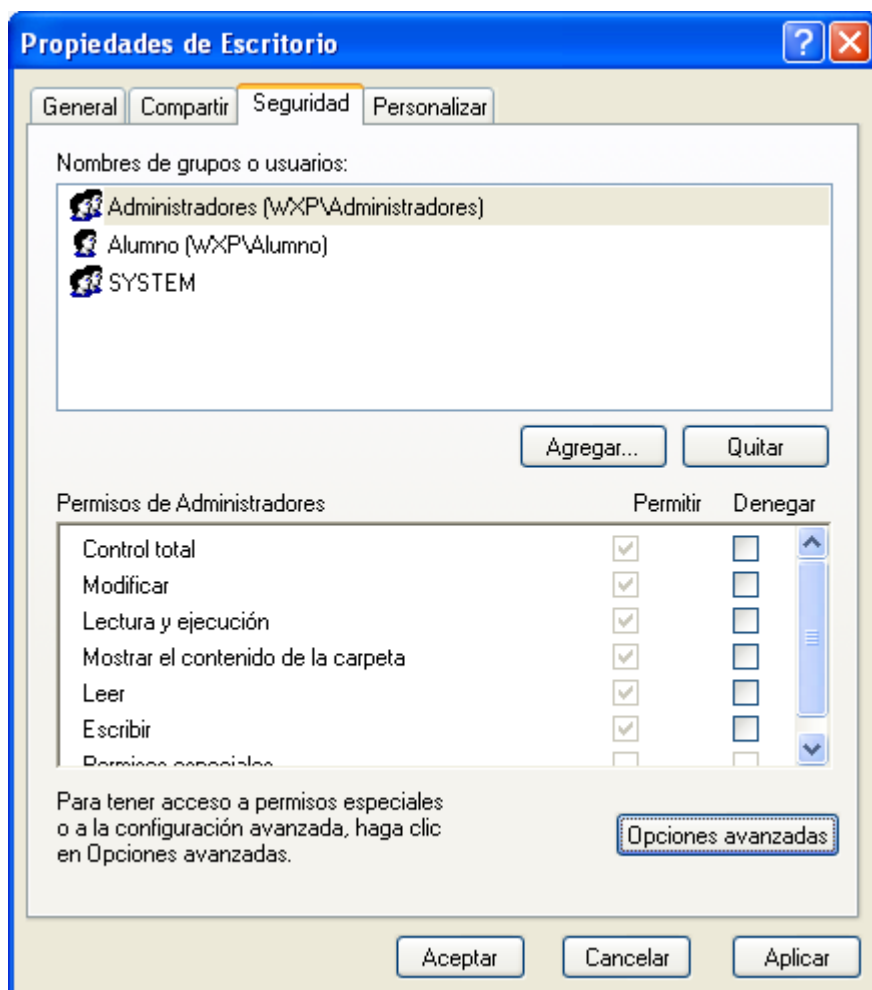 Propiedades de Escritorio
General Compartir Seguridad Personalizar
Nombres de grupos o usuarios:
Administradores (WXP\Administradores)
Alumno (WXP\Alumno)
SYSTEM
Agregar... Quitar
Permisos de Administradores Permitir Denegar
Control total
Modificar
Lectura y ejecución
Mostrar el contenido de la carpeta
Leer
Escribir
Permisos especiales
Para tener acceso a permisos especiales
o a la configuración avanzada, haga clic
en Opciones avanzadas.
Opciones avanzadas
Aceptar Cancelar Aplicar